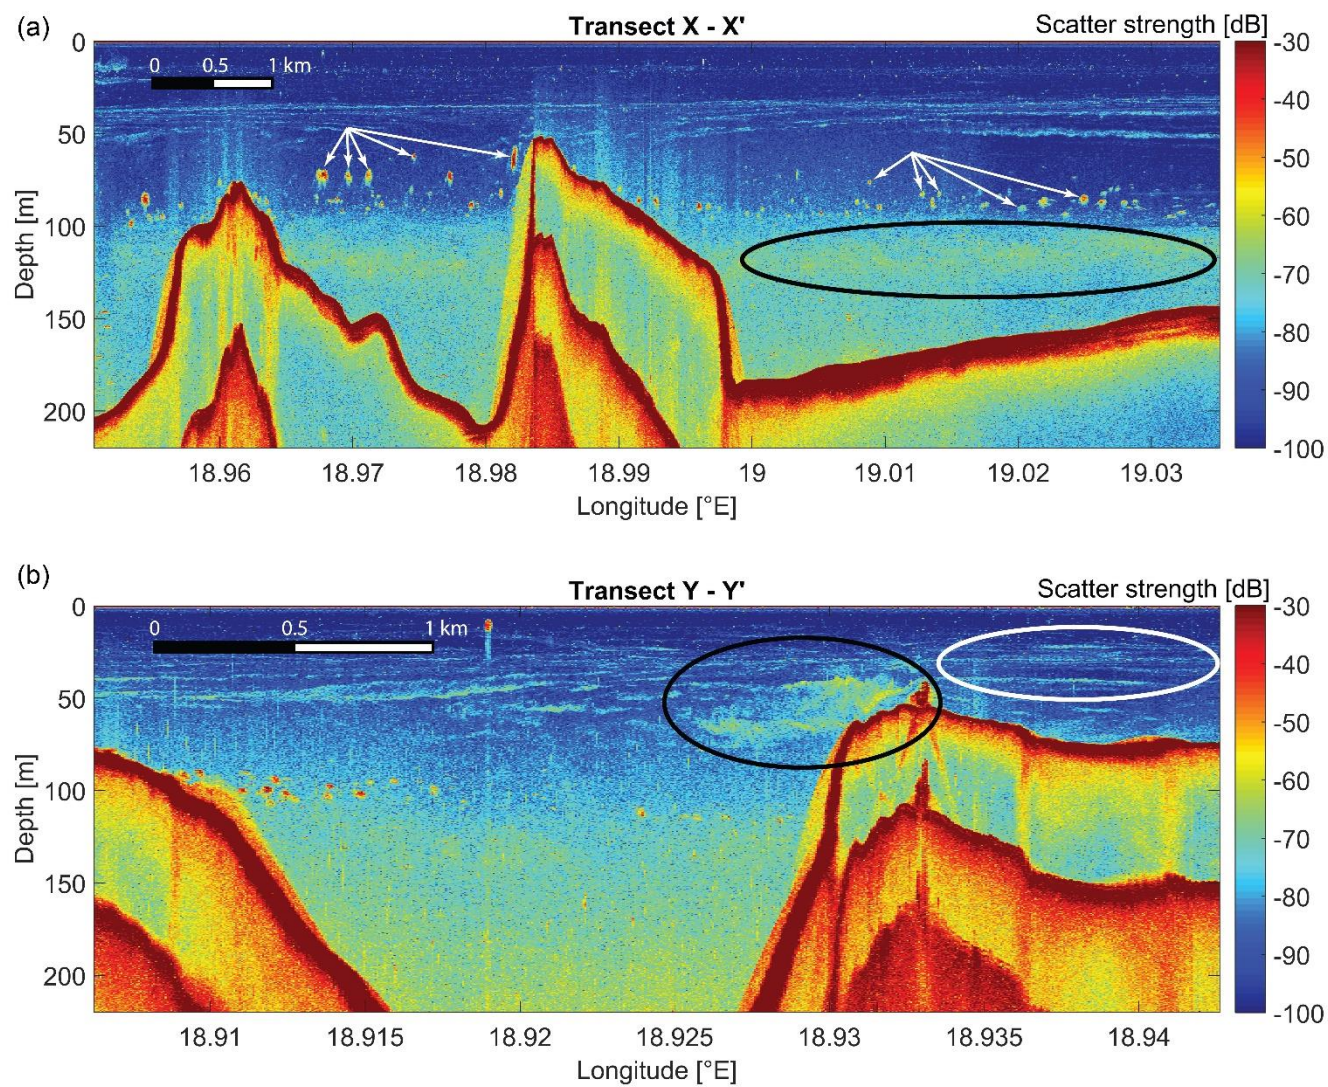 (a)
Transect X - X'
Scatter strength [dB]
0 0.5 1 km
0
50
100
150
200
Depth [m]
-30
-40
-50
-60
-70
-80
-90
-100
18.96 18.97 18.98 18.99 19 19.01 19.02 19.03
Longitude [°E]
(b)
Transect Y - Y'
Scatter strength [dB]
0 0.5 1 km
0
50
100
150
200
Depth [m]
-30
-40
-50
-60
-70
-80
-90
-100
18.91 18.915 18.92 18.925 18.93 18.935 18.94
Longitude [°E]